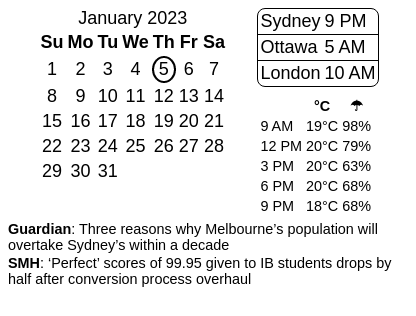 January 2023
Su Mo Tu We Th Fr Sa
1 2 3 4 5 6 7
8 9 10 11 12 13 14
15 16 17 18 19 20 21
22 23 24 25 26 27 28
29 30 31
Sydney 9 PM
Ottawa 5 AM
London 10 AM
°C ☂
9 AM 19°C 98%
12 PM 20°C 79%
3 PM 20°C 63%
6 PM 20°C 68%
9 PM 18°C 68%
Guardian: Three reasons why Melbourne’s population will
overtake Sydney’s within a decade
SMH: ‘Perfect’ scores of 99.95 given to IB students drops by
half after conversion process overhaul